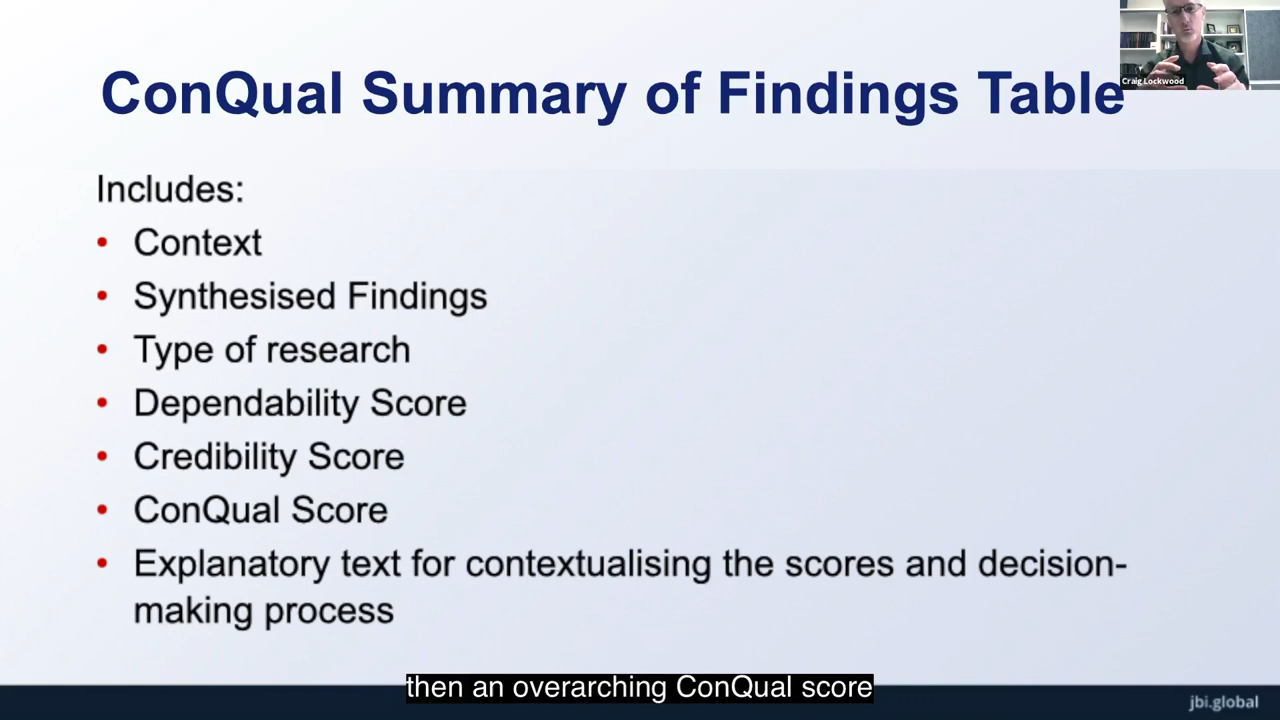 ConQual Summary of Findings Table
Craig Lockwood
Includes:
• Context
• Synthesised Findings
• Type of research
• Dependability Score
• Credibility Score
• ConQual Score
• Explanatory text for contextualising the scores and decision-
making process
then an overarching ConQual score
jbi.global